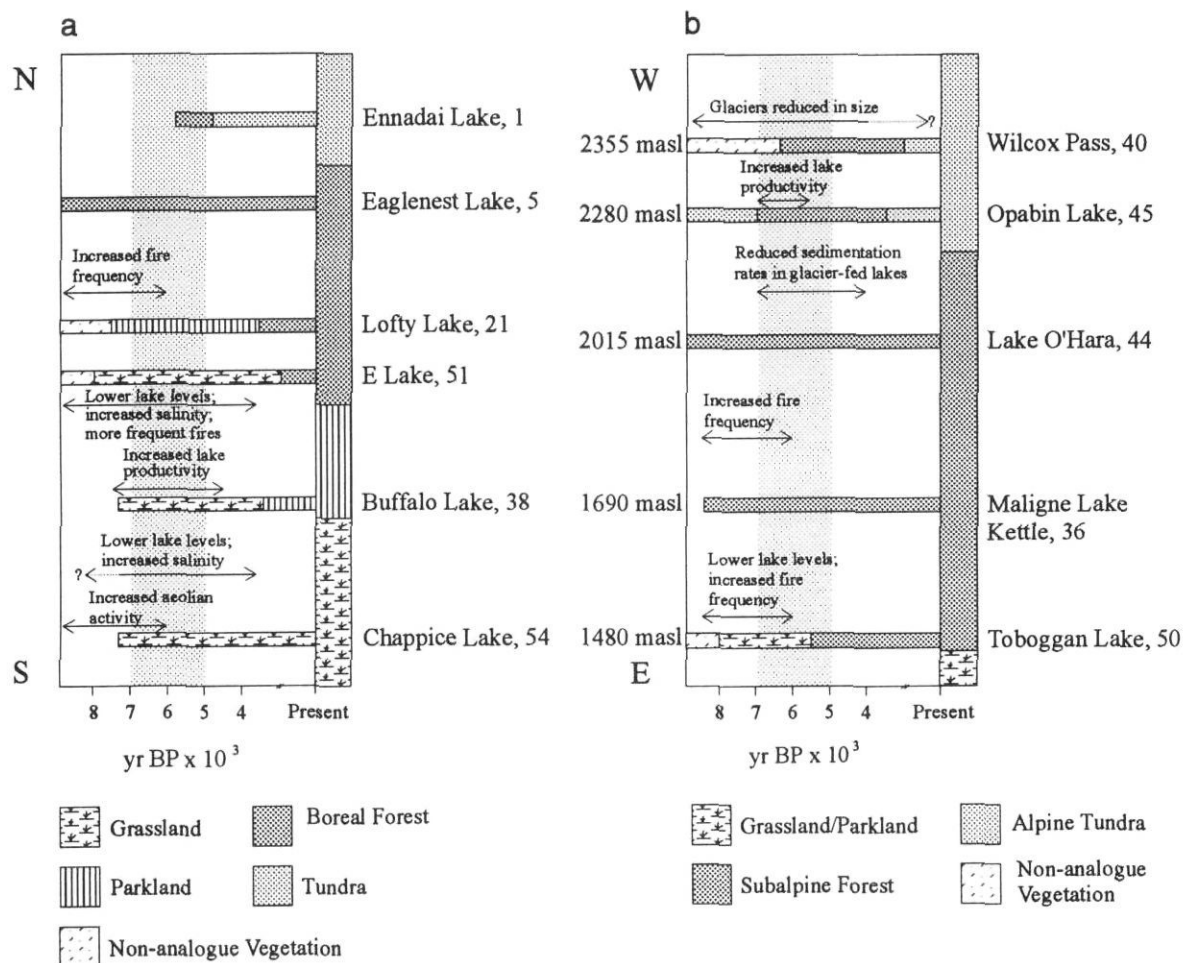 a
N
Ennadai Lake, 1
Eaglenest Lake, 5
Increased fire
frequency
Lofty Lake, 21
E Lake, 51
Lower lake levels;
increased salinity;
more frequent fires
Increased lake
productivity
Buffalo Lake, 38
Lower lake levels;
increased salinity
?
Increased aeolian
activity
Chappice Lake, 54
S
8 7 6 5 4 Present
yr BP x 10 3
Grassland
Boreal Forest
Parkland
Tundra
Non-analogue Vegetation
b
W
Glaciers reduced in size
?
2355 masl
Wilcox Pass, 40
Increased lake
productivity
2280 masl
Opabin Lake, 45
Reduced sedimentation
rates in glacier-fed lakes
2015 masl
Lake O'Hara, 44
Increased fire
frequency
1690 masl
Maligne Lake
Kettle, 36
Lower lake levels;
increased fire
frequency
1480 masl
Toboggan Lake, 50
E
8 7 6 5 4 Present
yr BP x 10 3
Grassland/Parkland
Alpine Tundra
Subalpine Forest
Non-analogue
Vegetation